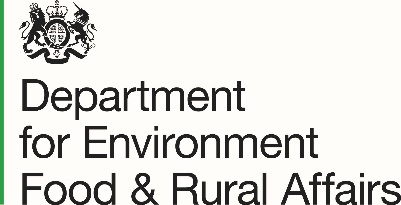 Department
for Environment
Food & Rural Affairs